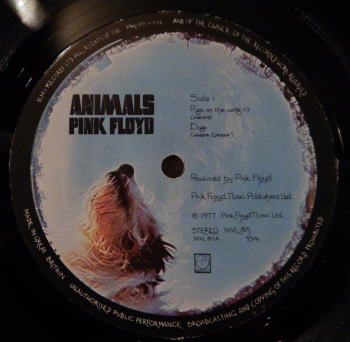 EMI RECORDS LTD ALL RIGHTS OF THE AND OF THE OWNER OF THE RECORDED WORK RESERVED
ANIMALS
PINK FLOYD
Side 1
Pigs on the wing
(Waters)
Dogs
(Waters Gilmour)
Produced by Pink Floyd
Pink Floyd Music Publishers Ltd.
℗ 1977 Pink Floyd Music Ltd.
STEREO SHVL 815
SHVL 815A 33⅓
MADE IN GREAT BRITAIN
UNAUTHORISED PUBLIC PERFORMANCE, BROADCASTING AND COPYING OF THIS RECORD PROHIBITED